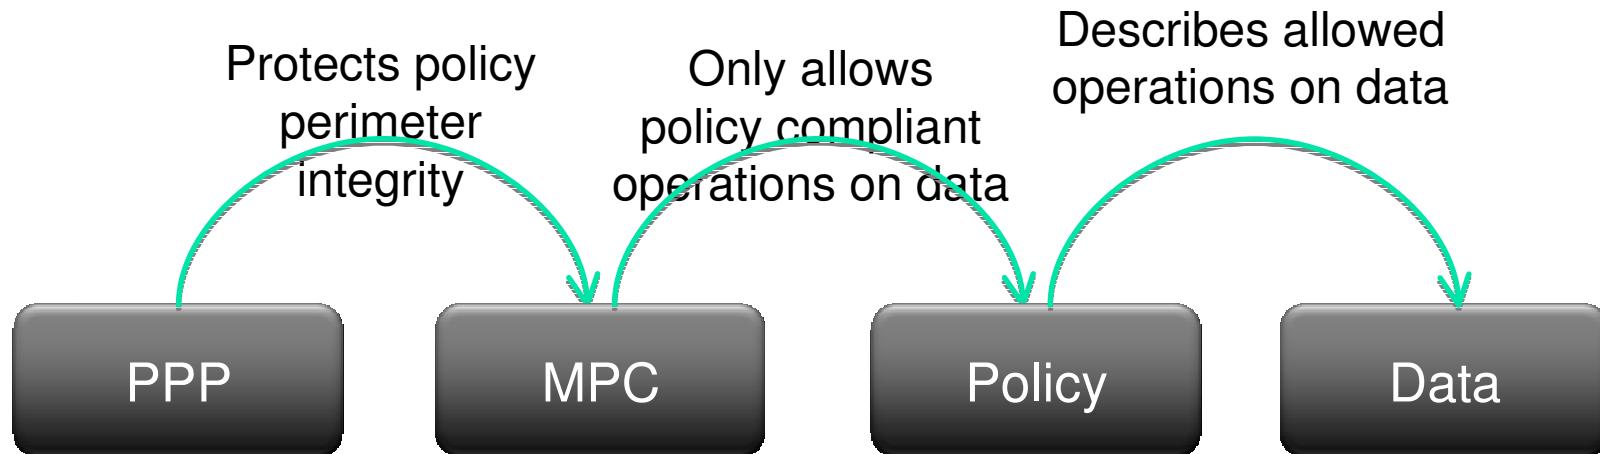 Protects policy
perimeter
integrity
Only allows
policy compliant
operations on data
Describes allowed
operations on data
PPP
MPC
Policy
Data